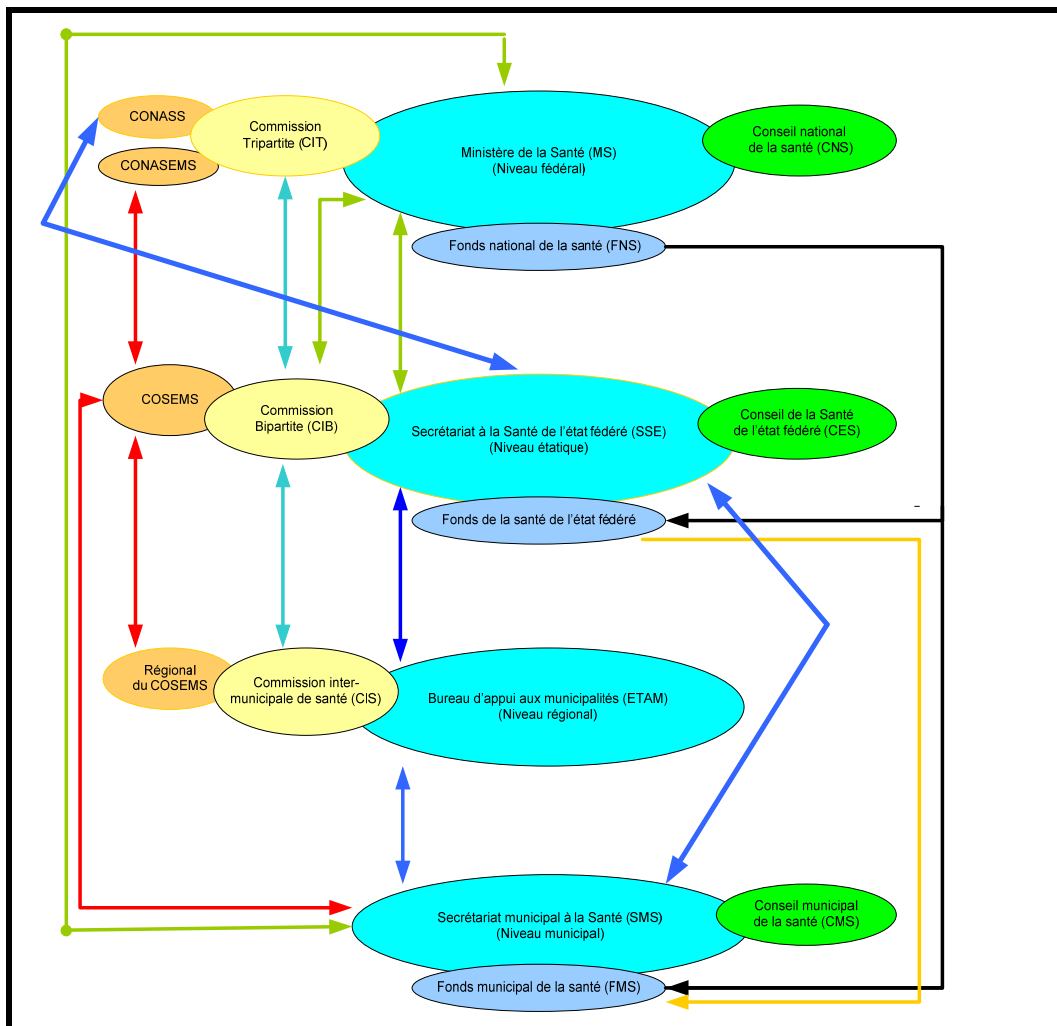 CONASS
Commission
Tripartite (CIT)
CONASEMS
Ministère de la Santé (MS)
(Niveau fédéral)
Conseil national
de la santé (CNS)
Fonds national de la santé (FNS)
COSEMS
Commission
Bipartite (CIB)
Secrétariat à la Santé de l'état fédéré (SSE)
(Niveau étatique)
Conseil de la Santé
de l'état fédéré (CES)
Fonds de la santé de l'état fédéré
Régional
du COSEMS
Commission inter-
municipale de santé (CIS)
Bureau d'appui aux municipalités (ETAM)
(Niveau régional)
Secrétariat municipal à la Santé (SMS)
(Niveau municipal)
Conseil municipal
de la santé (CMS)
Fonds municipal de la santé (FMS)